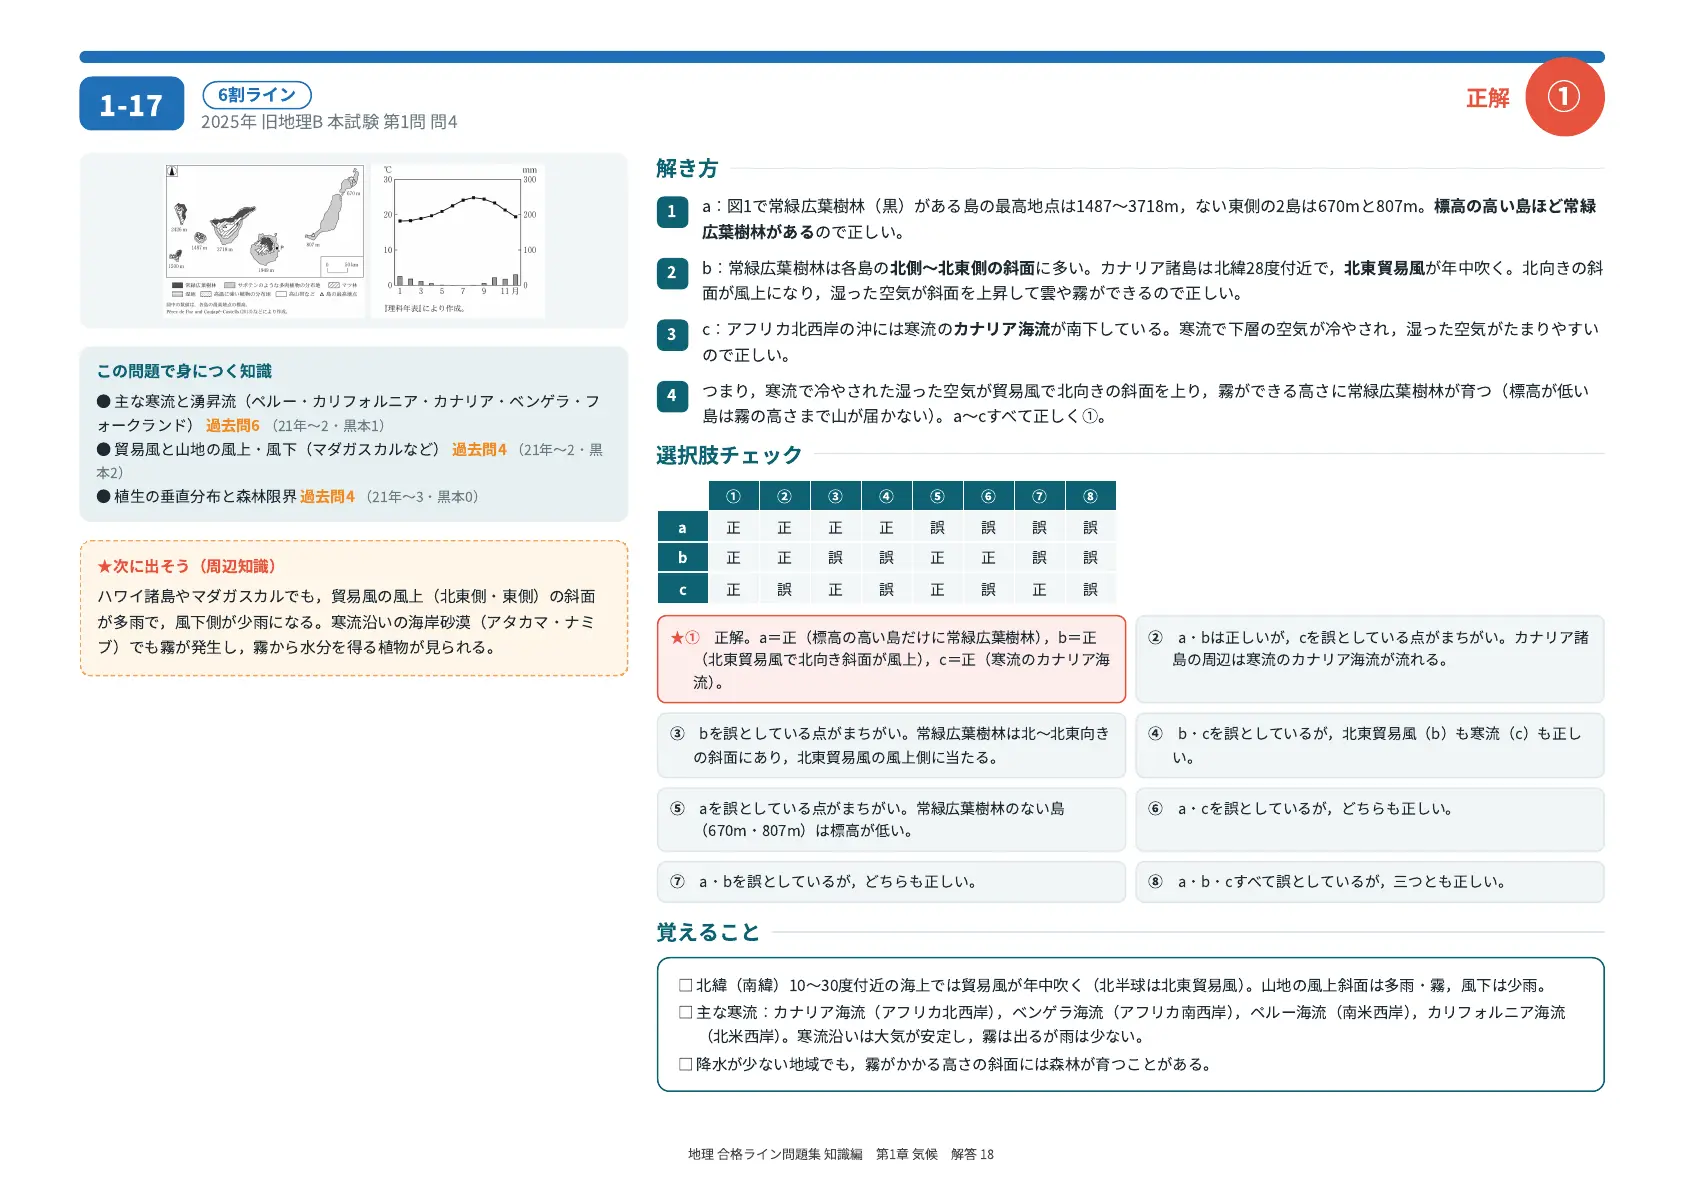 1-17
6割ライン
2025年 旧地理B 本試験 第1問 問4
正解
①
670 m
2426 m
1487 m
3718 m
P
807 m
1500 m
1949 m
0 50 km
常緑広葉樹林 サボテンのような多肉植物の分布地 マツ林
図中の数値は，各島の最高地点の標高。
℃
mm
30
300
20
200
10
100
0
0
1 3 5 7 9 11月
『理科年表』により作成。
この問題で身につく知識
● 主な寒流と湧昇流（ペルー・カリフォルニア・カナリア・ベンゲラ・フ
ォークランド） 過去問6 （21年〜2・黒本1）
● 貿易風と山地の風上・風下（マダガスカルなど） 過去問4 （21年〜2・黒
本2）
● 植生の垂直分布と森林限界 過去問4 （21年〜3・黒本0）
★次に出そう（周辺知識）
ハワイ諸島やマダガスカルでも，貿易風の風上（北東側・東側）の斜面
が多雨で，風下側が少雨になる。寒流沿いの海岸砂漠（アタカマ・ナミ
ブ）でも霧が発生し，霧から水分を得る植物が見られる。
解き方
1 a：図1で常緑広葉樹林（黒）がある島の最高地点は1487〜3718m，ない東側の2島は670mと807m。標高の高い島ほど常緑
広葉樹林があるので正しい。
2 b：常緑広葉樹林は各島の北側〜北東側の斜面に多い。カナリア諸島は北緯28度付近で，北東貿易風が年中吹く。北向きの斜
面が風上になり，湿った空気が斜面を上昇して雲や霧ができるので正しい。
3 c：アフリカ北西岸の沖には寒流のカナリア海流が南下している。寒流で下層の空気が冷やされ，湿った空気がたまりやすい
ので正しい。
4 つまり，寒流で冷やされた湿った空気が貿易風で北向きの斜面を上り，霧ができる高さに常緑広葉樹林が育つ（標高が低い
島は霧の高さまで山が届かない）。a〜cすべて正しく①。
選択肢チェック
① ② ③ ④ ⑤ ⑥ ⑦ ⑧
a 正 正 正 正 誤 誤 誤 誤
b 正 正 誤 誤 正 正 誤 誤
c 正 誤 正 誤 正 誤 正 誤
★① 正解。a＝正（標高の高い島だけに常緑広葉樹林），b＝正
（北東貿易風で北向き斜面が風上），c＝正（寒流のカナリア海
流）。
② a・bは正しいが，cを誤としている点がまちがい。カナリア諸
島の周辺は寒流のカナリア海流が流れる。
③ bを誤としている点がまちがい。常緑広葉樹林は北〜北東向き
の斜面にあり，北東貿易風の風上側に当たる。
④ b・cを誤としているが，北東貿易風（b）も寒流（c）も正し
い。
⑤ aを誤としている点がまちがい。常緑広葉樹林のない島
（670m・807m）は標高が低い。
⑥ a・cを誤としているが，どちらも正しい。
⑦ a・bを誤としているが，どちらも正しい。
⑧ a・b・cすべて誤としているが，三つとも正しい。
覚えること
□ 北緯（南緯）10〜30度付近の海上では貿易風が年中吹く（北半球は北東貿易風）。山地の風上斜面は多雨・霧，風下は少雨。
□ 主な寒流：カナリア海流（アフリカ北西岸），ベンゲラ海流（アフリカ南西岸），ペルー海流（南米西岸），カリフォルニア海流
（北米西岸）。寒流沿いは大気が安定し，霧は出るが雨は少ない。
□ 降水が少ない地域でも，霧がかかる高さの斜面には森林が育つことがある。
地理 合格ライン問題集 知識編 第1章 気候 解答 18